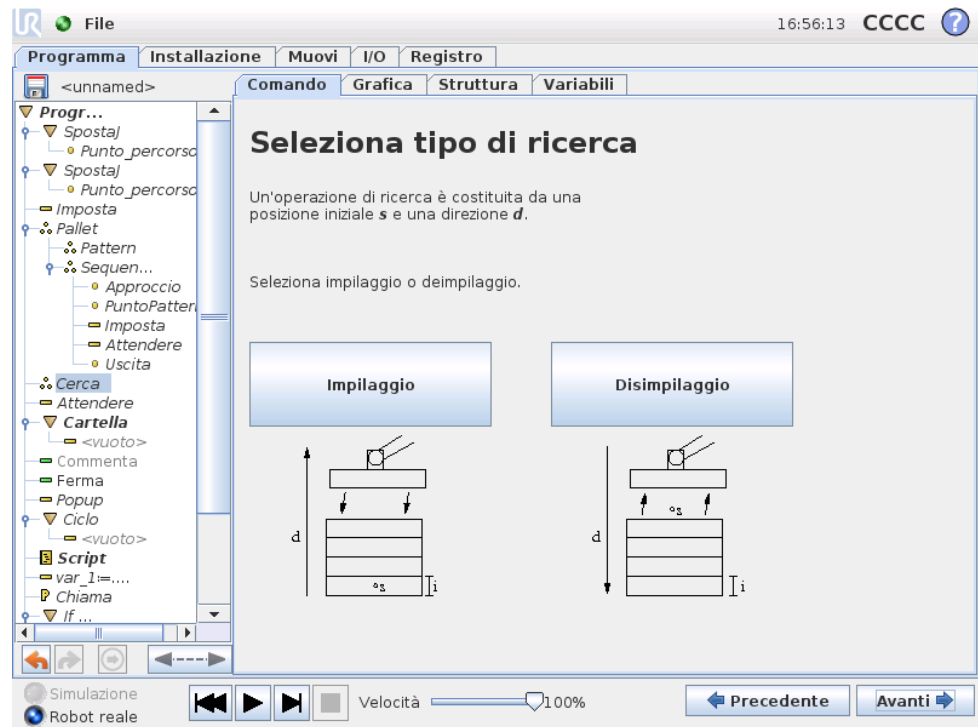 UR File 16:56:13 CCCC ?
Programma Installazione Muovi I/O Registro
<unnamed>
Comando Grafica Struttura Variabili
Progr...
SpostaJ
Punto_percorso
SpostaJ
Punto_percorso
Imposta
Pallet
Pattern
Sequen...
Approccio
PuntoPatter
Imposta
Attendere
Uscita
Cerca
Attendere
Cartella
<vuoto>
Commenta
Ferma
Popup
Ciclo
<vuoto>
Script
var_1:=....
Chiama
If ...
Seleziona tipo di ricerca
Un'operazione di ricerca è costituita da una
posizione iniziale s e una direzione d.
Seleziona impilaggio o deimpilaggio.
Impilaggio Disimpilaggio
d s i
d s i
Simulazione
Robot reale
Velocità 100%
Precedente Avanti